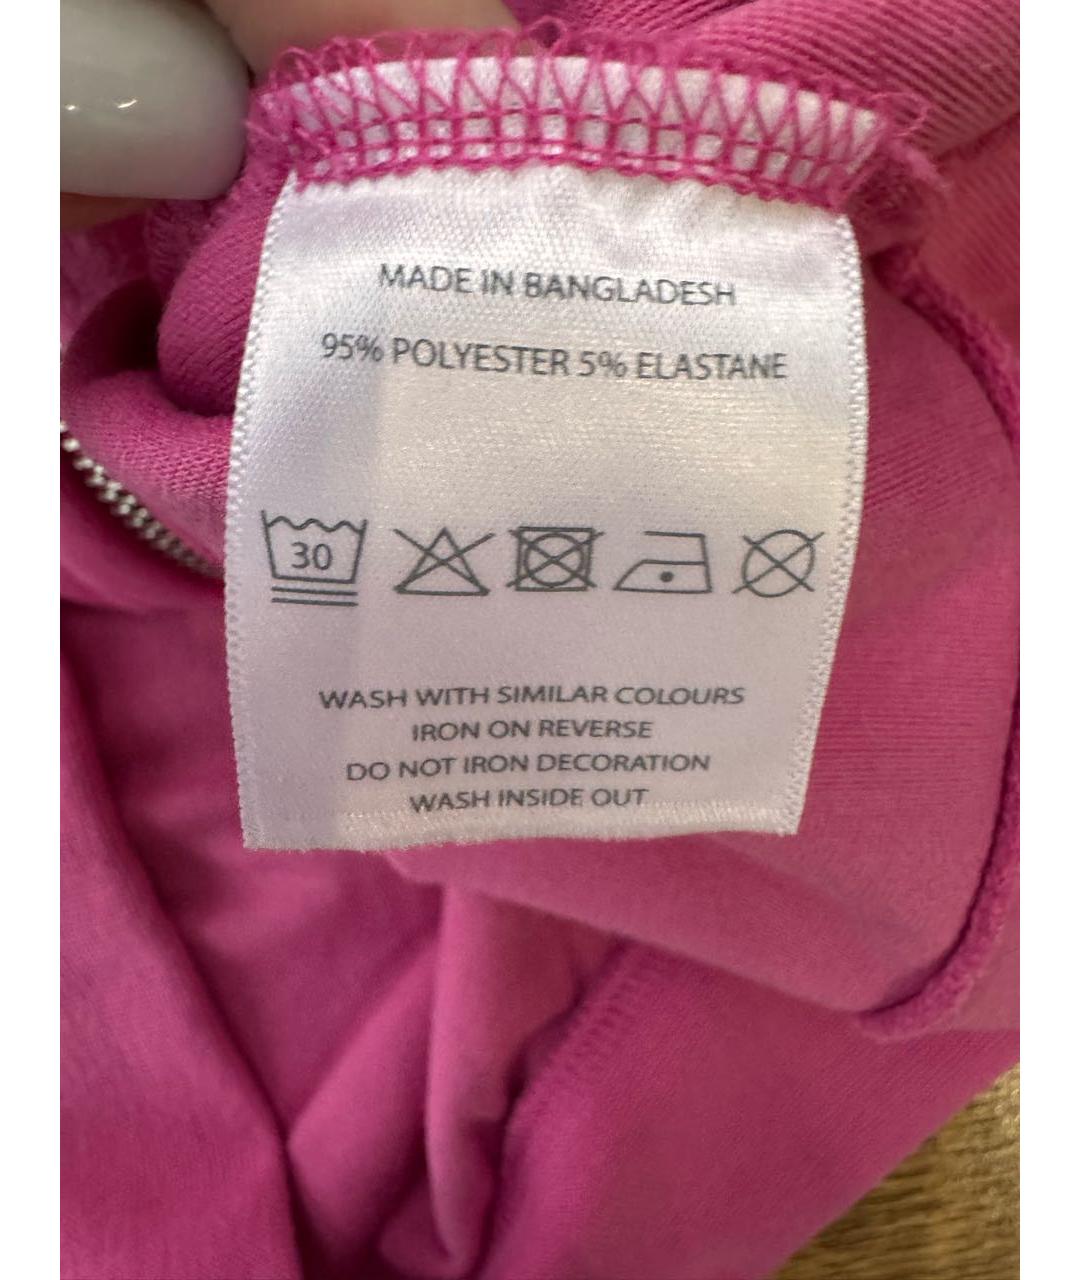 MADE IN BANGLADESH
95% POLYESTER 5% ELASTANE
30
WASH WITH SIMILAR COLOURS
IRON ON REVERSE
DO NOT IRON DECORATION
WASH INSIDE OUT